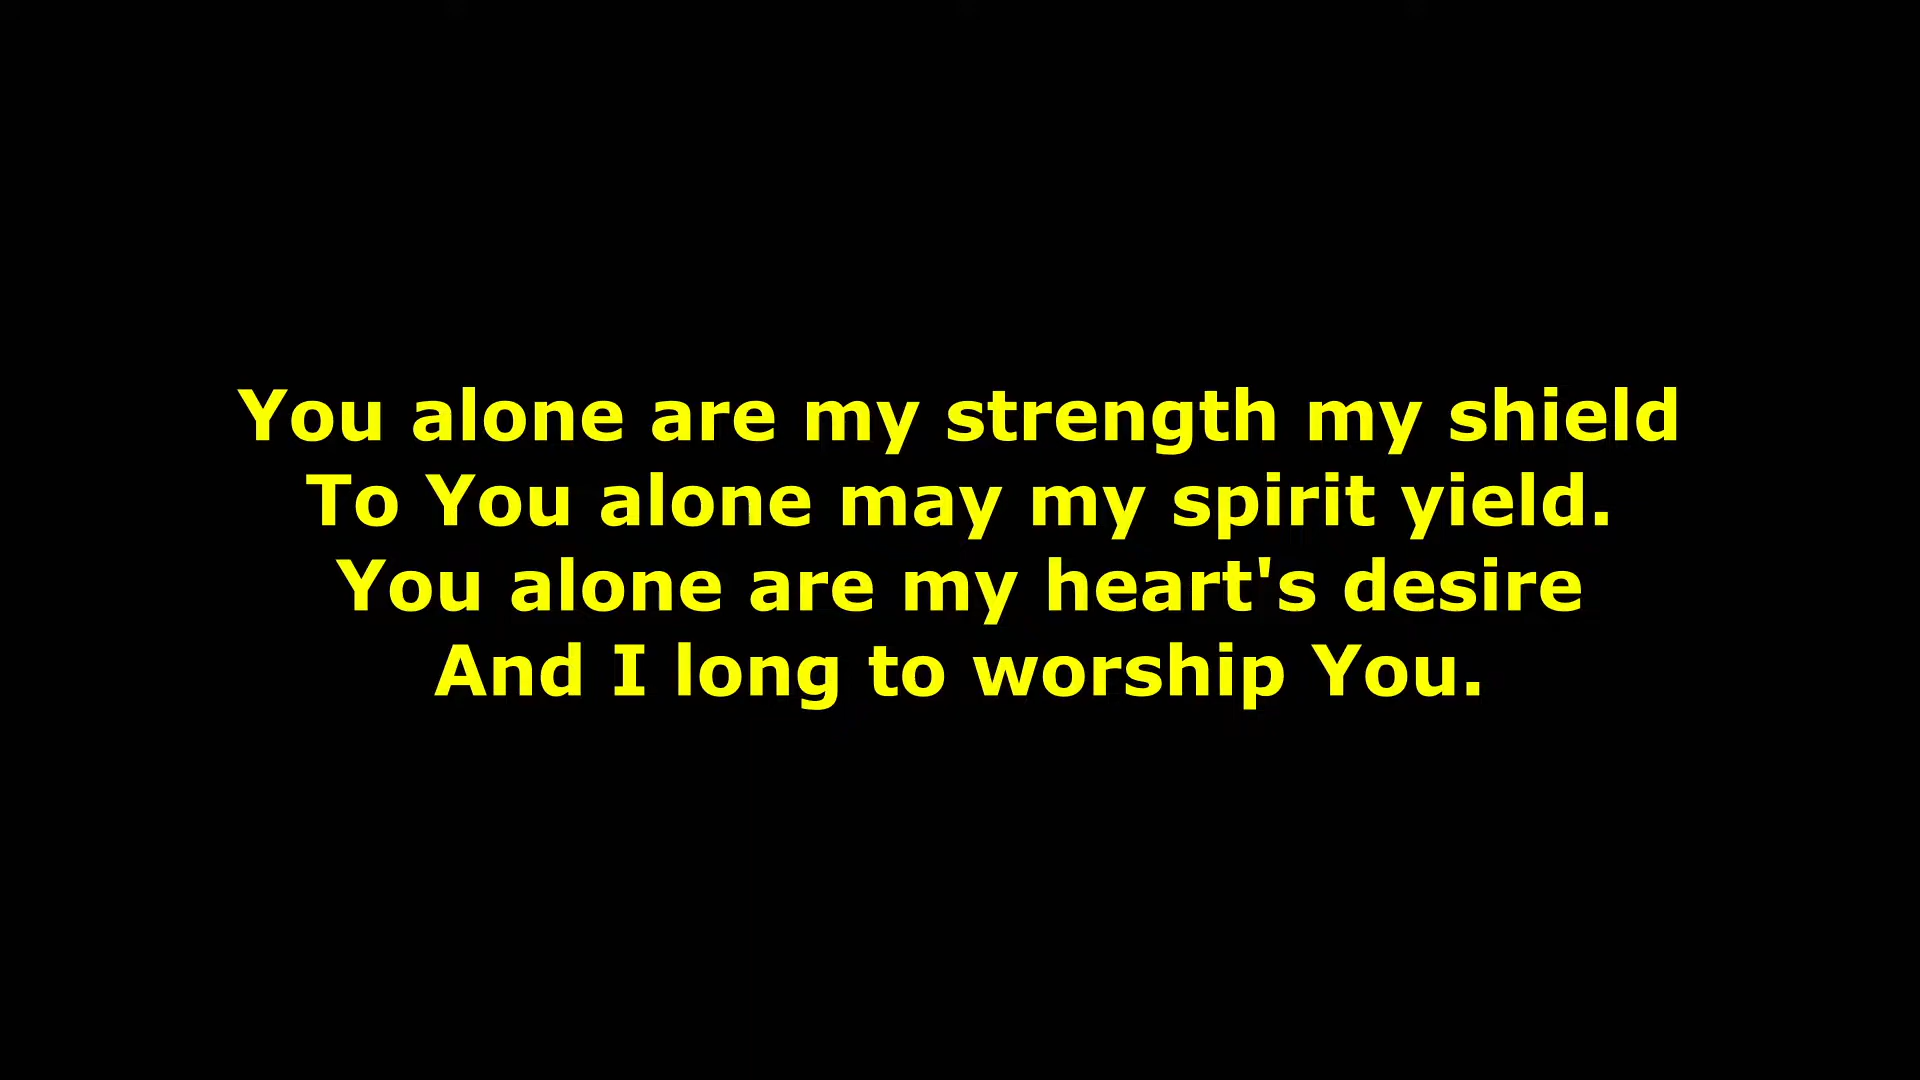 You alone are my strength my shield
To You alone may my spirit yield.
You alone are my heart's desire
And I long to worship You.